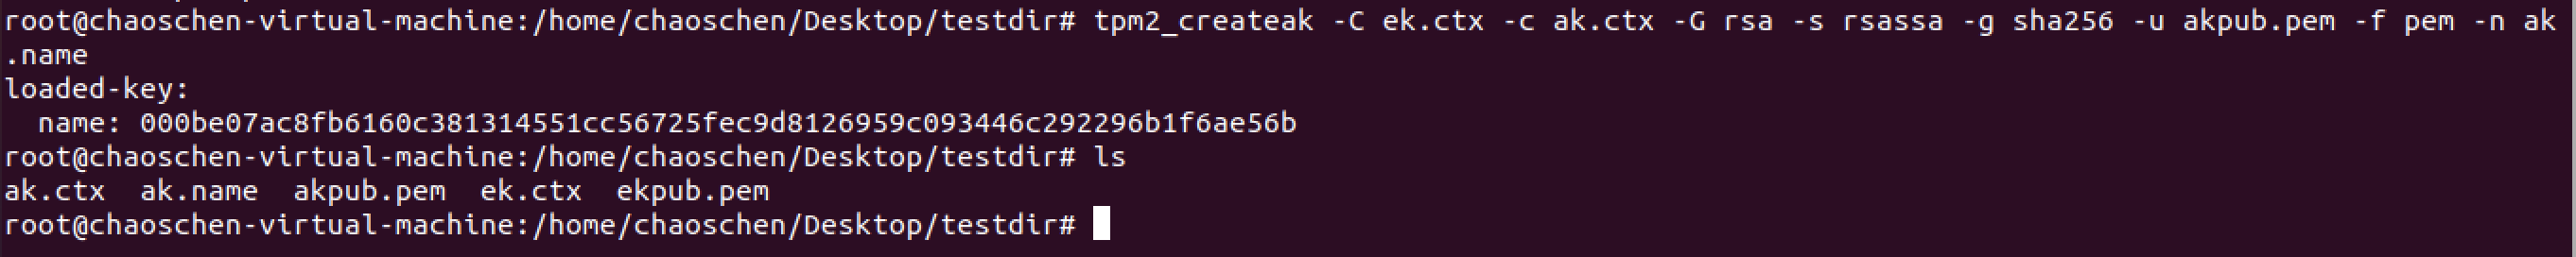 root@chaoschen-virtual-machine:/home/chaoschen/Desktop/testdir# tpm2_createak -C ek.ctx -c ak.ctx -G rsa -s rsassa -g sha256 -u akpub.pem -f pem -n ak
.name
loaded-key:
  name: 000be07ac8fb6160c381314551cc56725fec9d8126959c093446c292296b1f6ae56b
root@chaoschen-virtual-machine:/home/chaoschen/Desktop/testdir# ls
ak.ctx  ak.name  akpub.pem  ek.ctx  ekpub.pem
root@chaoschen-virtual-machine:/home/chaoschen/Desktop/testdir#